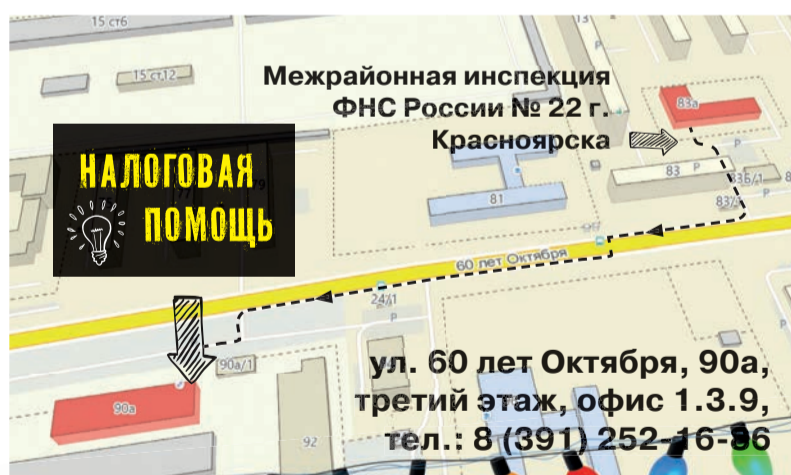 15 ст6
13
P
15 ст12
Межрайонная инспекция
ФНС России № 22 г.
Красноярска
83а
P
НАЛОГОВАЯ
ПОМОЩЬ
79
81
83 P
83Б/1
83/1
60 лет Октября
24/1
P
90а/1
90а
92
ул. 60 лет Октября, 90а,
третий этаж, офис 1.3.9,
тел.: 8 (391) 252-16-86